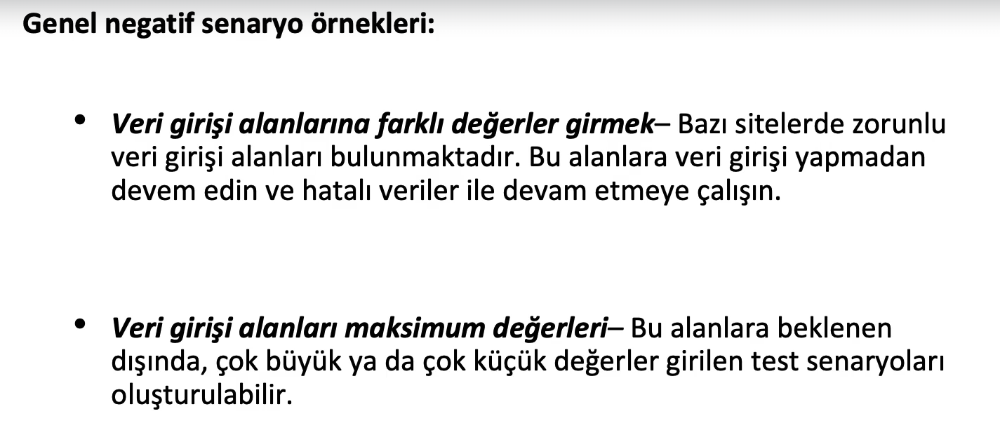 Genel negatif senaryo örnekleri:
• Veri girişi alanlarına farklı değerler girmek– Bazı sitelerde zorunlu
veri girişi alanları bulunmaktadır. Bu alanlara veri girişi yapmadan
devem edin ve hatalı veriler ile devam etmeye çalışın.
• Veri girişi alanları maksimum değerleri– Bu alanlara beklenen
dışında, çok büyük ya da çok küçük değerler girilen test senaryoları
oluşturulabilir.